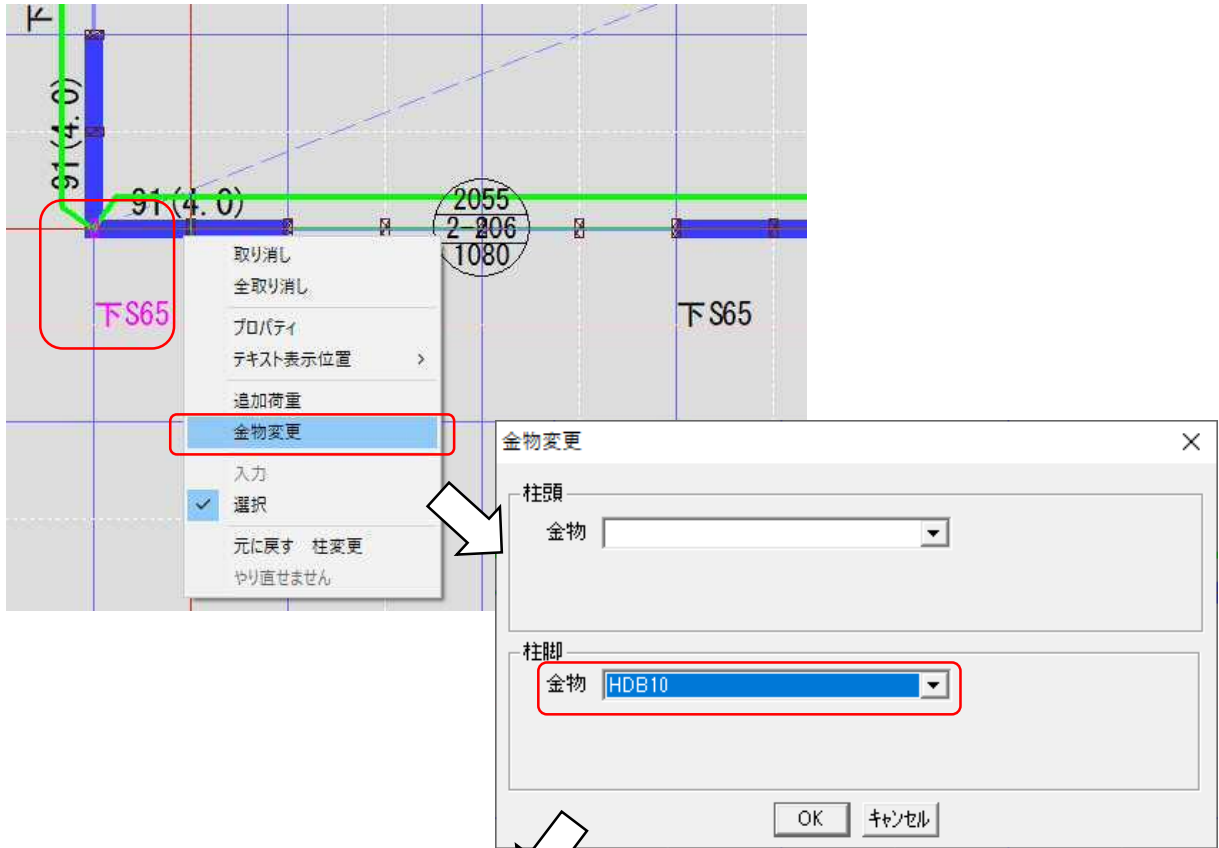 下
91(4.0)
91(4.0)
2055
2-206
1080
下S65
下S65
取り消し
全取り消し
プロパティ
テキスト表示位置 >
追加荷重
金物変更
入力
選択
元に戻す 柱変更
やり直せません
金物変更
柱頭
金物
柱脚
金物 HDB10
OK キャンセル